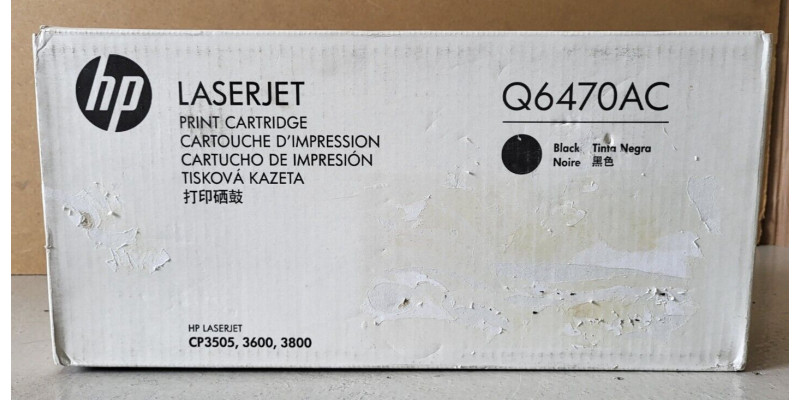 hp
LASERJET
PRINT CARTRIDGE
CARTOUCHE D'IMPRESSION
CARTUCHO DE IMPRESIÓN
TISKOVÁ KAZETA
打印硒鼓
Q6470AC
Black Tinta Negra
Noire 黑色
HP LASERJET
CP3505, 3600, 3800